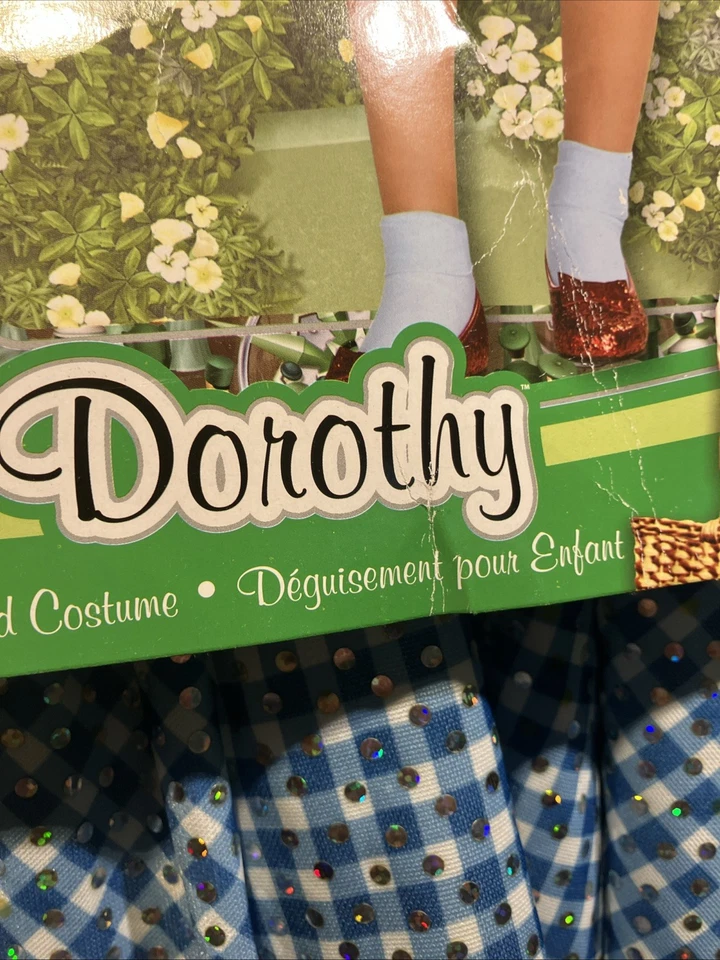 Dorothy™
d Costume • Déguisement pour Enfant